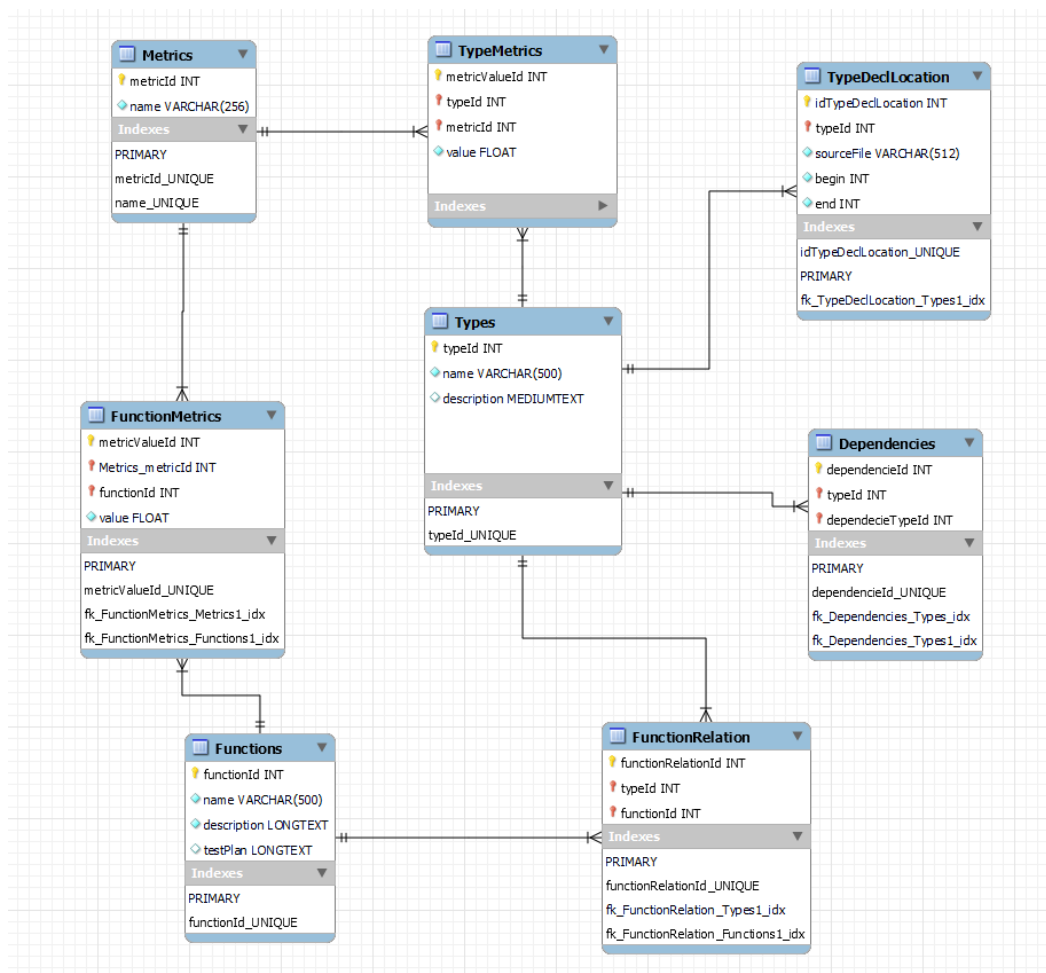 Metrics
metricId INT
name VARCHAR(256)
Indexes
PRIMARY
metricId_UNIQUE
name_UNIQUE
TypeMetrics
metricValueId INT
typeId INT
metricId INT
value FLOAT
Indexes
TypeDeclLocation
idTypeDeclLocation INT
typeId INT
sourceFile VARCHAR(512)
begin INT
end INT
Indexes
idTypeDeclLocation_UNIQUE
PRIMARY
fk_TypeDeclLocation_Types1_idx
Types
typeId INT
name VARCHAR(500)
description MEDIUMTEXT
Indexes
PRIMARY
typeId_UNIQUE
FunctionMetrics
metricValueId INT
Metrics_metricId INT
functionId INT
value FLOAT
Indexes
PRIMARY
metricValueId_UNIQUE
fk_FunctionMetrics_Metrics1_idx
fk_FunctionMetrics_Functions1_idx
Dependencies
dependencieId INT
typeId INT
dependecieTypeId INT
Indexes
PRIMARY
dependencieId_UNIQUE
fk_Dependencies_Types_idx
fk_Dependencies_Types1_idx
Functions
functionId INT
name VARCHAR(500)
description LONGTEXT
testPlan LONGTEXT
Indexes
PRIMARY
functionId_UNIQUE
FunctionRelation
functionRelationId INT
typeId INT
functionId INT
Indexes
PRIMARY
functionRelationId_UNIQUE
fk_FunctionRelation_Types1_idx
fk_FunctionRelation_Functions1_idx